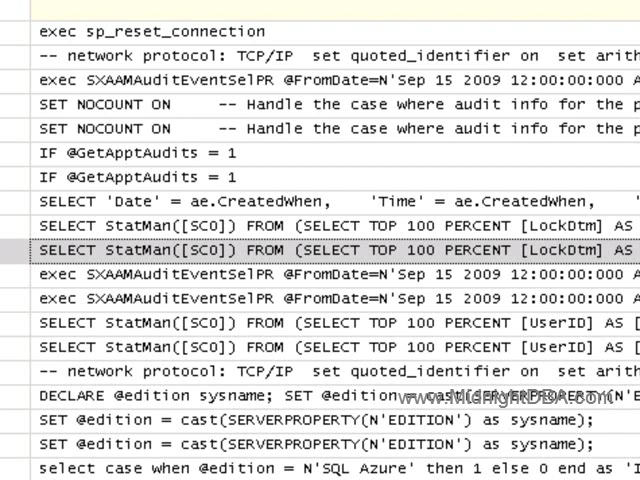 exec sp_reset_connection
-- network protocol: TCP/IP  set quoted_identifier on  set arith
exec SXAAMAuditEventSelPR @FromDate=N'Sep 15 2009 12:00:00:000 A
SET NOCOUNT ON     -- Handle the case where audit info for the p
SET NOCOUNT ON     -- Handle the case where audit info for the p
IF @GetApptAudits = 1
IF @GetApptAudits = 1
SELECT 'Date' = ae.CreatedWhen,    'Time' = ae.CreatedWhen,    '
SELECT StatMan([SC0]) FROM (SELECT TOP 100 PERCENT [LockDtm] AS
SELECT StatMan([SC0]) FROM (SELECT TOP 100 PERCENT [LockDtm] AS
exec SXAAMAuditEventSelPR @FromDate=N'Sep 15 2009 12:00:00:000 A
exec SXAAMAuditEventSelPR @FromDate=N'Sep 15 2009 12:00:00:000 A
SELECT StatMan([SC0]) FROM (SELECT TOP 100 PERCENT [UserID] AS [
SELECT StatMan([SC0]) FROM (SELECT TOP 100 PERCENT [UserID] AS [
-- network protocol: TCP/IP  set quoted_identifier on  set arith
DECLARE @edition sysname; SET @edition = cast(SERVERPROPERTY(N'E
www.MidnightDBA.com
SET @edition = cast(SERVERPROPERTY(N'EDITION') as sysname);
SET @edition = cast(SERVERPROPERTY(N'EDITION') as sysname);
select case when @edition = N'SQL Azure' then 1 else 0 end as 'I